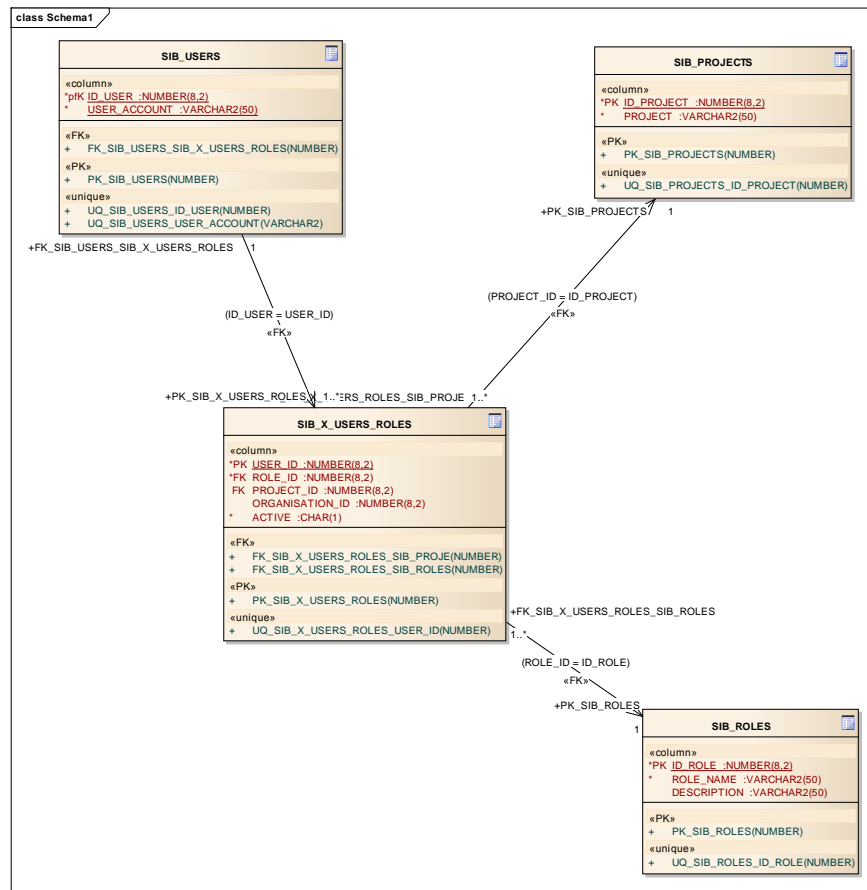 class Schema1
SIB_USERS
«column»
*pfK ID_USER :NUMBER(8,2)
* USER_ACCOUNT :VARCHAR2(50)
«FK»
+ FK_SIB_USERS_SIB_X_USERS_ROLES(NUMBER)
«PK»
+ PK_SIB_USERS(NUMBER)
«unique»
+ UQ_SIB_USERS_ID_USER(NUMBER)
+ UQ_SIB_USERS_USER_ACCOUNT(VARCHAR2)
SIB_PROJECTS
«column»
*PK ID_PROJECT :NUMBER(8,2)
* PROJECT :VARCHAR2(50)
«PK»
+ PK_SIB_PROJECTS(NUMBER)
«unique»
+ UQ_SIB_PROJECTS_ID_PROJECT(NUMBER)
+PK_SIB_PROJECTS 1
+FK_SIB_USERS_SIB_X_USERS_ROLES 1
(PROJECT_ID = ID_PROJECT)
«FK»
(ID_USER = USER_ID)
«FK»
+PK_SIB_X_USERS_ROLES 1..*
ERS_ROLES_SIB_PROJE 1..*
SIB_X_USERS_ROLES
«column»
*PK USER_ID :NUMBER(8,2)
*FK ROLE_ID :NUMBER(8,2)
FK PROJECT_ID :NUMBER(8,2)
ORGANISATION_ID :NUMBER(8,2)
* ACTIVE :CHAR(1)
«FK»
+ FK_SIB_X_USERS_ROLES_SIB_PROJE(NUMBER)
+ FK_SIB_X_USERS_ROLES_SIB_ROLES(NUMBER)
«PK»
+ PK_SIB_X_USERS_ROLES(NUMBER)
«unique»
+ UQ_SIB_X_USERS_ROLES_USER_ID(NUMBER)
+FK_SIB_X_USERS_ROLES_SIB_ROLES
1..*
(ROLE_ID = ID_ROLE)
«FK»
+PK_SIB_ROLES
1
SIB_ROLES
«column»
*PK ID_ROLE :NUMBER(8,2)
* ROLE_NAME :VARCHAR2(50)
DESCRIPTION :VARCHAR2(50)
«PK»
+ PK_SIB_ROLES(NUMBER)
«unique»
+ UQ_SIB_ROLES_ID_ROLE(NUMBER)